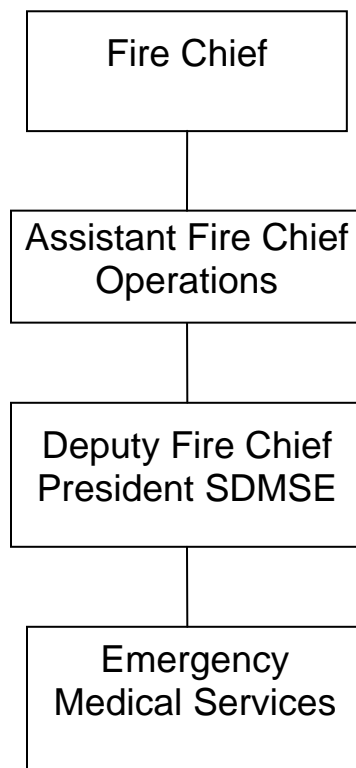 Fire Chief
Assistant Fire Chief
Operations
Deputy Fire Chief
President SDMSE
Emergency
Medical Services